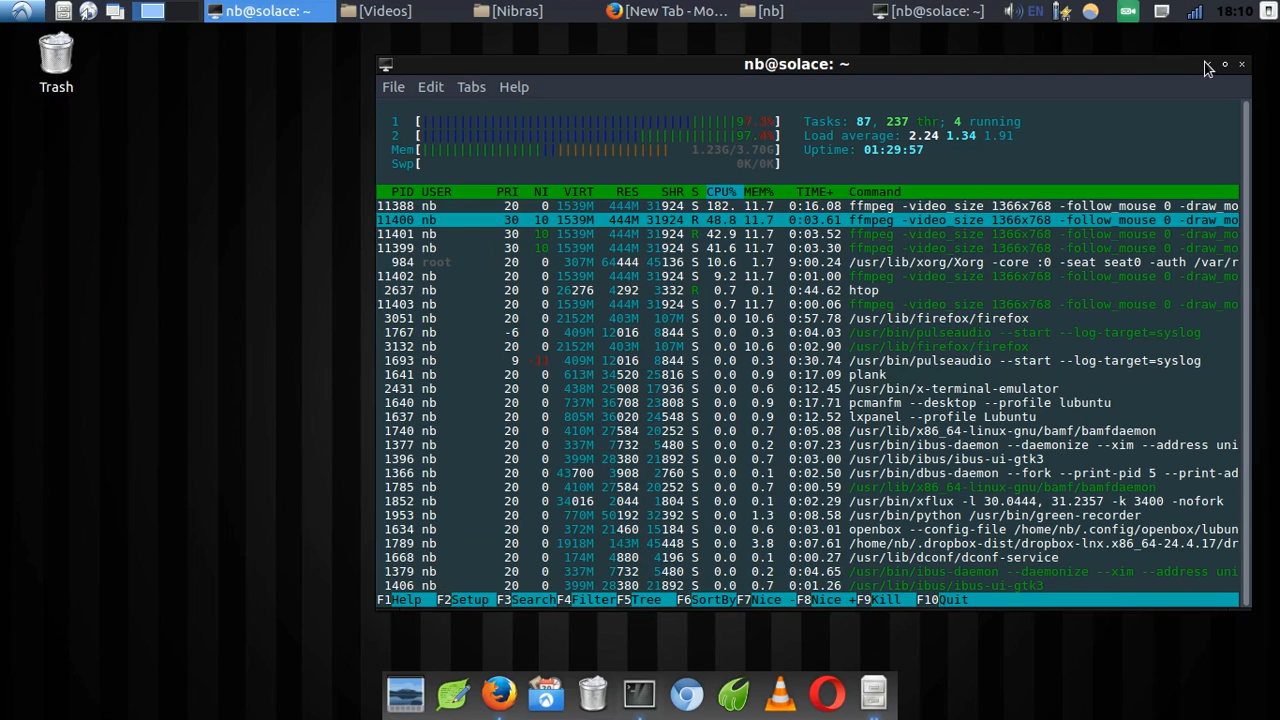 nb@solace: ~
[Videos]
[Nibras]
[New Tab - Mo...
[nb]
[nb@solace: ~]
EN
18:10
Trash
nb@solace: ~
File Edit Tabs Help
1 [ 97.3%] Tasks: 87, 237 thr; 4 running
2 [ 97.4%] Load average: 2.24 1.34 1.91
Mem[ 1.23G/3.70G] Uptime: 01:29:57
Swp[ 0K/0K]
PID USER PRI NI VIRT RES SHR S CPU% MEM% TIME+ Command
11388 nb 20 0 1539M 444M 31924 S 182. 11.7 0:16.08 ffmpeg -video_size 1366x768 -follow_mouse 0 -draw_mo
11400 nb 30 10 1539M 444M 31924 R 48.8 11.7 0:03.61 ffmpeg -video_size 1366x768 -follow_mouse 0 -draw_mo
11401 nb 30 10 1539M 444M 31924 R 42.9 11.7 0:03.52 ffmpeg -video_size 1366x768 -follow_mouse 0 -draw_mo
11399 nb 30 10 1539M 444M 31924 S 41.6 11.7 0:03.30 ffmpeg -video_size 1366x768 -follow_mouse 0 -draw_mo
984 root 20 0 307M 64444 45136 S 10.6 1.7 9:00.24 /usr/lib/xorg/Xorg -core :0 -seat seat0 -auth /var/r
11402 nb 20 0 1539M 444M 31924 S 9.2 11.7 0:01.00 ffmpeg -video_size 1366x768 -follow_mouse 0 -draw_mo
2637 nb 20 0 26276 4292 3332 R 0.7 0.1 0:44.62 htop
11403 nb 20 0 1539M 444M 31924 S 0.7 11.7 0:00.06 ffmpeg -video_size 1366x768 -follow_mouse 0 -draw_mo
3051 nb 20 0 2152M 403M 107M S 0.0 10.6 0:57.78 /usr/lib/firefox/firefox
1767 nb -6 0 409M 12016 8844 S 0.0 0.3 0:04.03 /usr/bin/pulseaudio --start --log-target=syslog
3132 nb 20 0 2152M 403M 107M S 0.0 10.6 0:02.90 /usr/lib/firefox/firefox
1693 nb 9 -11 409M 12016 8844 S 0.0 0.3 0:30.74 /usr/bin/pulseaudio --start --log-target=syslog
1641 nb 20 0 613M 34520 25816 S 0.0 0.9 0:17.09 plank
2431 nb 20 0 438M 25008 17936 S 0.0 0.6 0:12.45 /usr/bin/x-terminal-emulator
1640 nb 20 0 737M 36708 23808 S 0.0 0.9 0:17.71 pcmanfm --desktop --profile lubuntu
1637 nb 20 0 805M 36020 24548 S 0.0 0.9 0:12.52 lxpanel --profile Lubuntu
1740 nb 20 0 410M 27584 20252 S 0.0 0.7 0:05.08 /usr/lib/x86_64-linux-gnu/bamf/bamfdaemon
1377 nb 20 0 337M 7732 5480 S 0.0 0.2 0:07.23 /usr/bin/ibus-daemon --daemonize --xim --address uni
1396 nb 20 0 399M 28380 21892 S 0.0 0.7 0:03.00 /usr/lib/ibus/ibus-ui-gtk3
1366 nb 20 0 43700 3908 2760 S 0.0 0.1 0:02.50 /usr/bin/dbus-daemon --fork --print-pid 5 --print-ad
1785 nb 20 0 410M 27584 20252 S 0.0 0.7 0:00.59 /usr/lib/x86_64-linux-gnu/bamf/bamfdaemon
1852 nb 20 0 34016 2044 1804 S 0.0 0.1 0:02.29 /usr/bin/xflux -l 30.0444, 31.2357 -k 3400 -nofork
1953 nb 20 0 770M 50192 32392 S 0.0 1.3 0:08.58 /usr/bin/python /usr/bin/green-recorder
1634 nb 20 0 372M 21460 15184 S 0.0 0.6 0:03.01 openbox --config-file /home/nb/.config/openbox/lubun
1789 nb 20 0 1918M 143M 45448 S 0.0 3.8 0:07.61 /home/nb/.dropbox-dist/dropbox-lnx.x86_64-24.4.17/dr
1668 nb 20 0 174M 4880 4196 S 0.0 0.1 0:00.27 /usr/lib/dconf/dconf-service
1379 nb 20 0 337M 7732 5480 S 0.0 0.2 0:04.65 /usr/bin/ibus-daemon --daemonize --xim --address uni
1406 nb 20 0 399M 28380 21892 S 0.0 0.7 0:01.26 /usr/lib/ibus/ibus-ui-gtk3
F1Help F2Setup F3SearchF4FilterF5Tree F6SortByF7Nice -F8Nice +F9Kill F10Quit